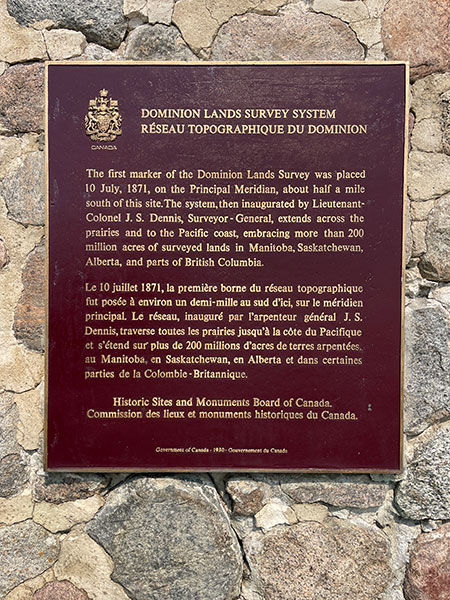 CANADA
DOMINION LANDS SURVEY SYSTEM
RÉSEAU TOPOGRAPHIQUE DU DOMINION
The first marker of the Dominion Lands Survey was placed
10 July, 1871, on the Principal Meridian, about half a mile
south of this site. The system, then inaugurated by Lieutenant-
Colonel J. S. Dennis, Surveyor-General, extends across the
prairies and to the Pacific coast, embracing more than 200
million acres of surveyed lands in Manitoba, Saskatchewan,
Alberta, and parts of British Columbia.
Le 10 juillet 1871, la première borne du réseau topographique
fut posée à environ un demi-mille au sud d'ici, sur le méridien
principal. Le réseau, inauguré par l'arpenteur général J. S.
Dennis, traverse toutes les prairies jusqu'à la côte du Pacifique
et s'étend sur plus de 200 millions d'acres de terres arpentées,
au Manitoba, en Saskatchewan, en Alberta et dans certaines
parties de la Colombie-Britannique.
Historic Sites and Monuments Board of Canada.
Commission des lieux et monuments historiques du Canada.
Government of Canada - 1930 - Gouvernement du Canada